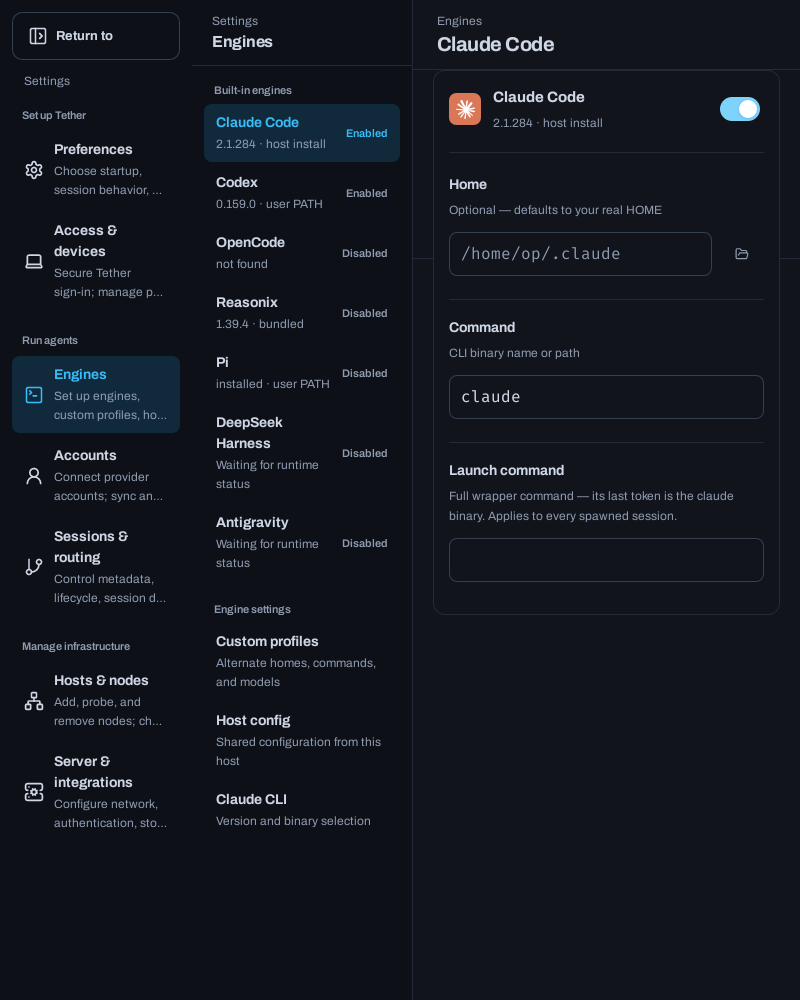 Return to
Settings
Set up Tether
Preferences
Choose startup,
session behavior, ...
Access &
devices
Secure Tether
sign-in; manage p...
Run agents
Engines
Set up engines,
custom profiles, ho...
Accounts
Connect provider
accounts; sync an...
Sessions &
routing
Control metadata,
lifecycle, session d...
Manage infrastructure
Hosts & nodes
Add, probe, and
remove nodes; ch...
Server &
integrations
Configure network,
authentication, sto...
Settings
Engines
Built-in engines
Claude Code
2.1.284 · host install
Enabled
Codex
0.159.0 · user PATH
Enabled
OpenCode
not found
Disabled
Reasonix
1.39.4 · bundled
Disabled
Pi
installed · user PATH
Disabled
DeepSeek
Harness
Waiting for runtime
status
Disabled
Antigravity
Waiting for runtime
status
Disabled
Engine settings
Custom profiles
Alternate homes, commands,
and models
Host config
Shared configuration from this
host
Claude CLI
Version and binary selection
Engines
Claude Code
Claude Code
2.1.284 · host install
Home
Optional — defaults to your real HOME
/home/op/.claude
Command
CLI binary name or path
claude
Launch command
Full wrapper command — its last token is the claude
binary. Applies to every spawned session.